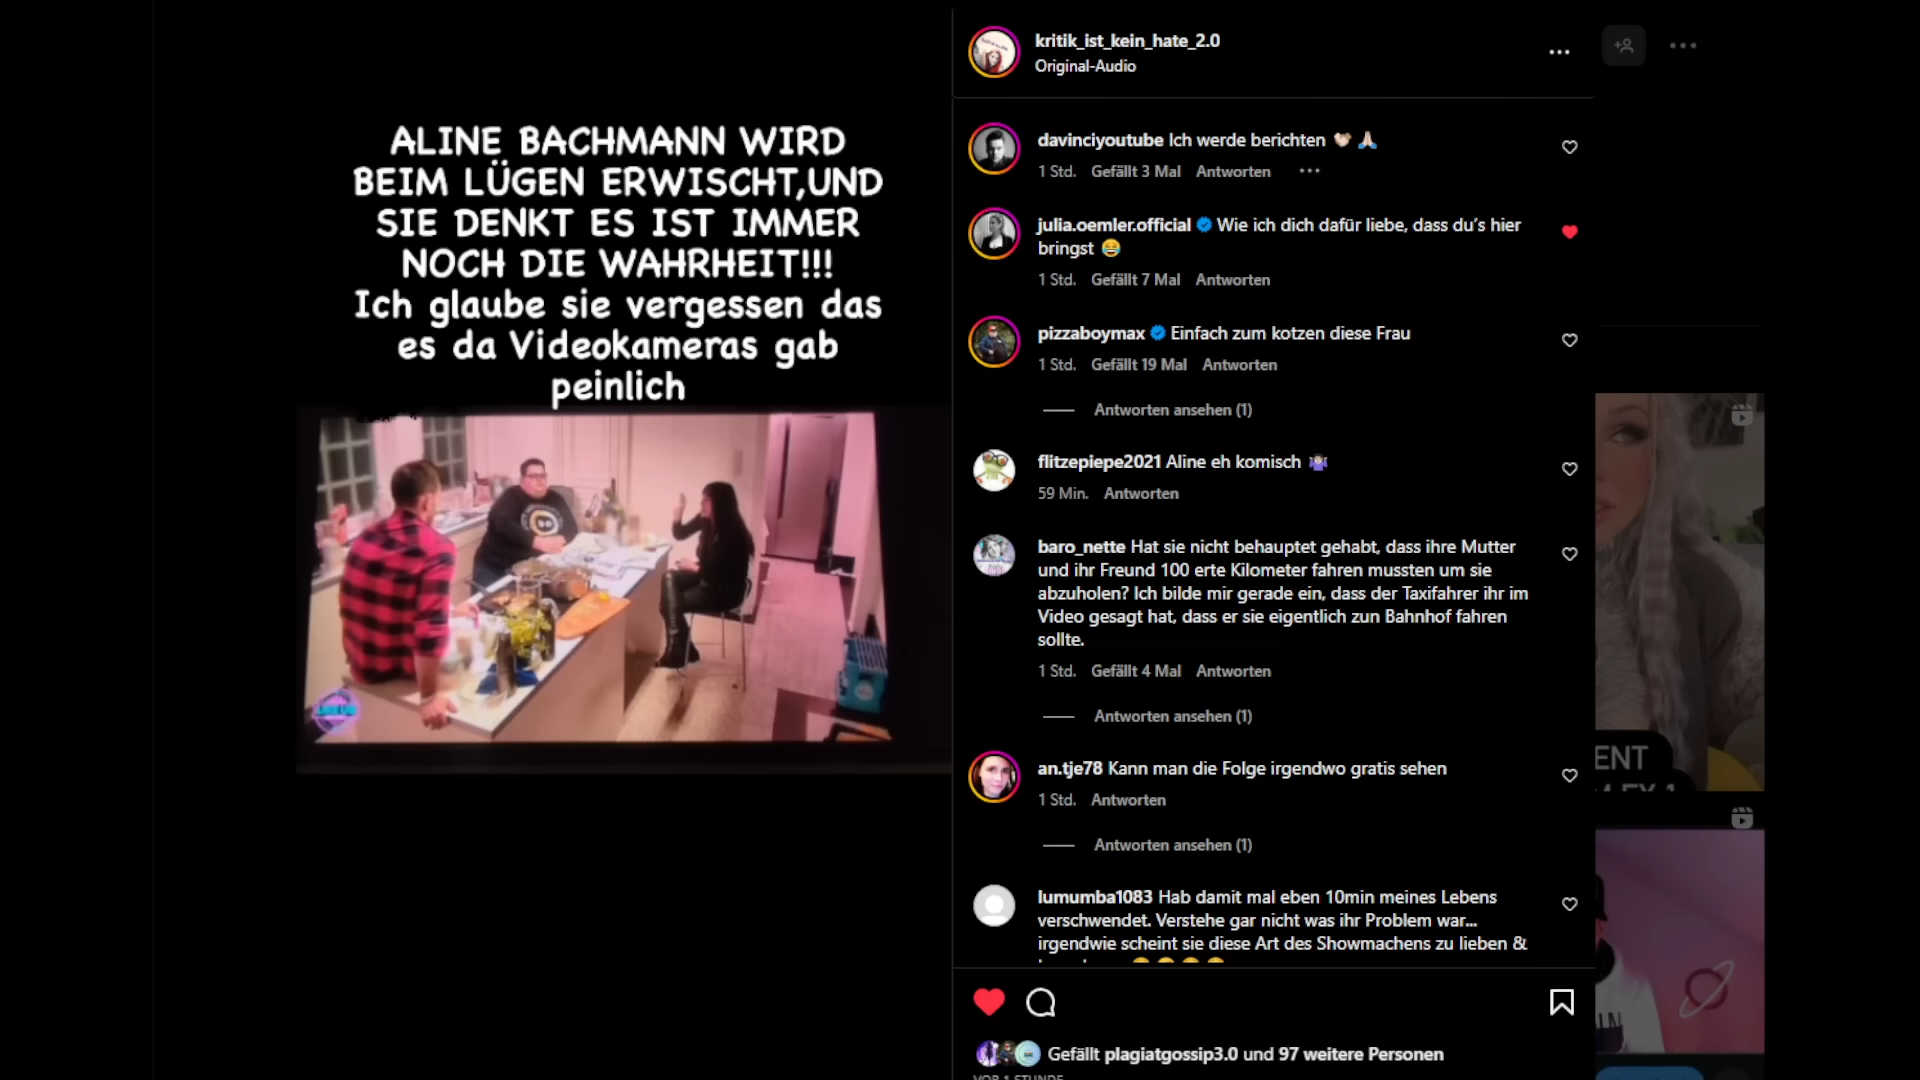 ALINE BACHMANN WIRD
BEIM LÜGEN ERWISCHT,UND
SIE DENKT ES IST IMMER
NOCH DIE WAHRHEIT!!!
Ich glaube sie vergessen das
es da Videokameras gab
peinlich
kritik_ist_kein_hate_2.0
Original-Audio
davinciyoutube Ich werde berichten
1 Std. Gefällt 3 Mal Antworten
julia.oemler.official Wie ich dich dafür liebe, dass du's hier
bringst
1 Std. Gefällt 7 Mal Antworten
pizzaboymax Einfach zum kotzen diese Frau
1 Std. Gefällt 19 Mal Antworten
Antworten ansehen (1)
flitzepiepe2021 Aline eh komisch
59 Min. Antworten
baro_nette Hat sie nicht behauptet gehabt, dass ihre Mutter
und ihr Freund 100 erte Kilometer fahren mussten um sie
abzuholen? Ich bilde mir gerade ein, dass der Taxifahrer ihr im
Video gesagt hat, dass er sie eigentlich zun Bahnhof fahren
sollte.
1 Std. Gefällt 4 Mal Antworten
Antworten ansehen (1)
an.tje78 Kann man die Folge irgendwo gratis sehen
1 Std. Antworten
Antworten ansehen (1)
lumumba1083 Hab damit mal eben 10min meines Lebens
verschwendet. Verstehe gar nicht was ihr Problem war...
irgendwie scheint sie diese Art des Showmachens zu lieben &
Gefällt plagiatgossip3.0 und 97 weitere Personen
VOR 1 STUNDE
ENT